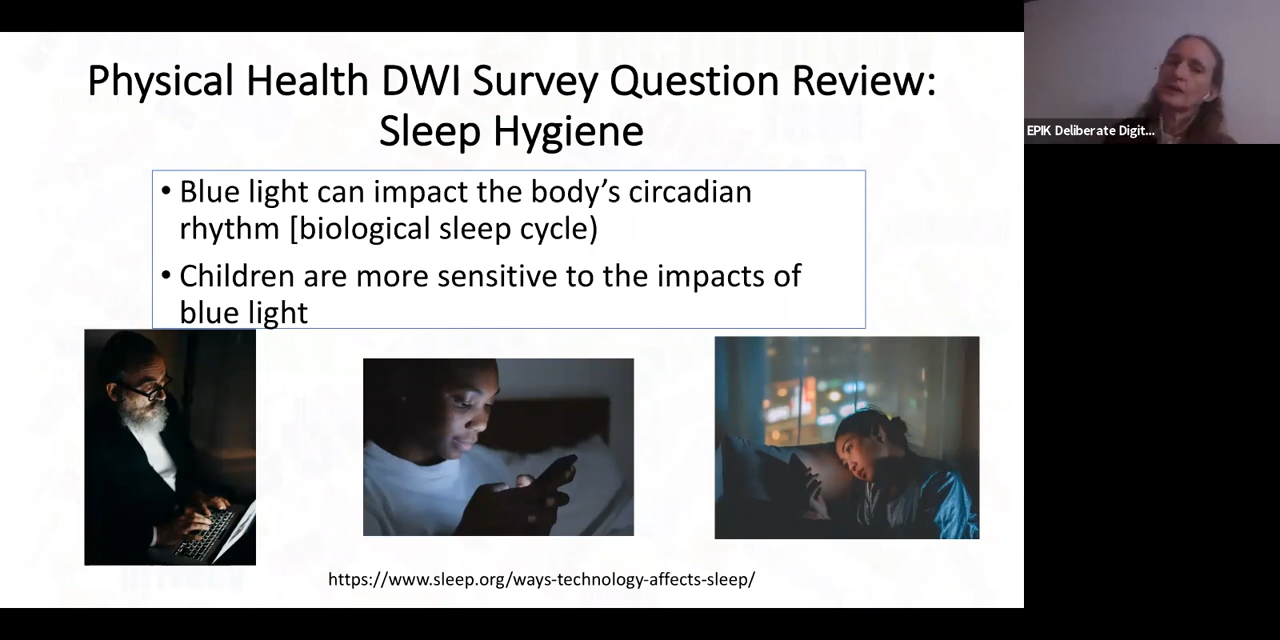 Physical Health DWI Survey Question Review:
Sleep Hygiene
• Blue light can impact the body’s circadian
rhythm [biological sleep cycle)
• Children are more sensitive to the impacts of
blue light
https://www.sleep.org/ways-technology-affects-sleep/
EPIK Deliberate Digit...